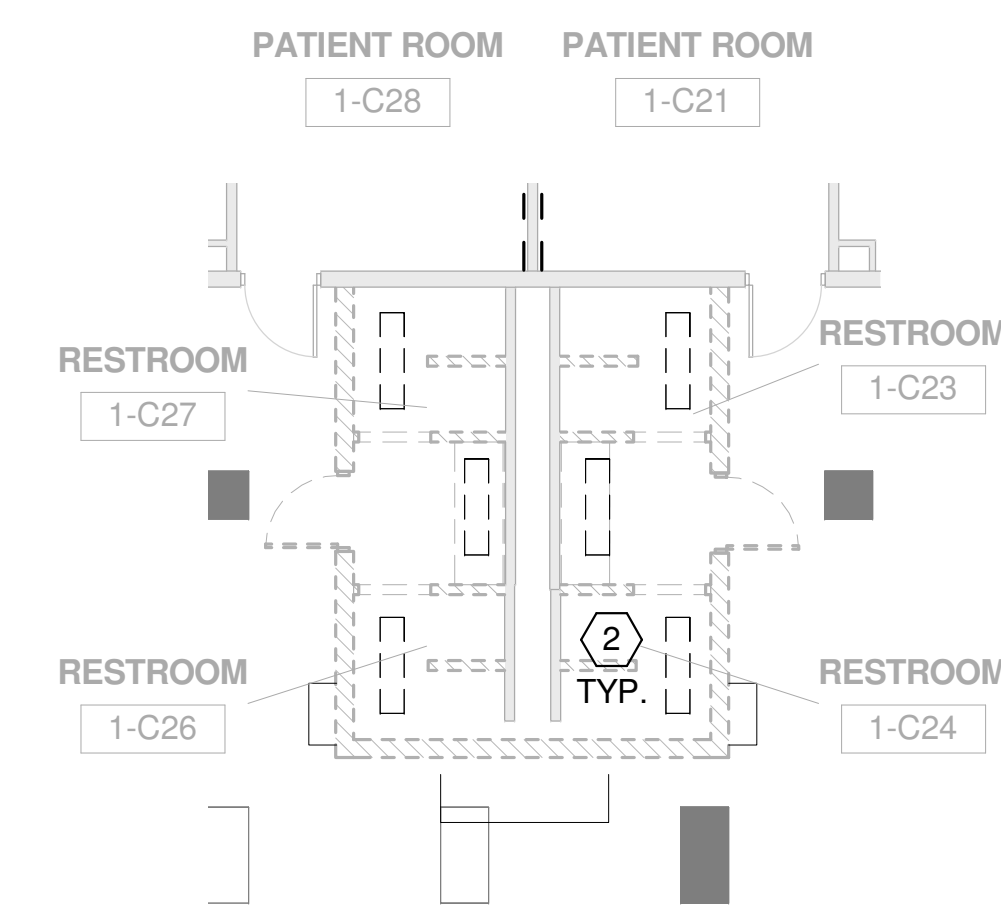 PATIENT ROOM
1-C28
PATIENT ROOM
1-C21
RESTROOM
1-C27
RESTROOM
1-C23
RESTROOM
1-C26
2
TYP.
RESTROOM
1-C24